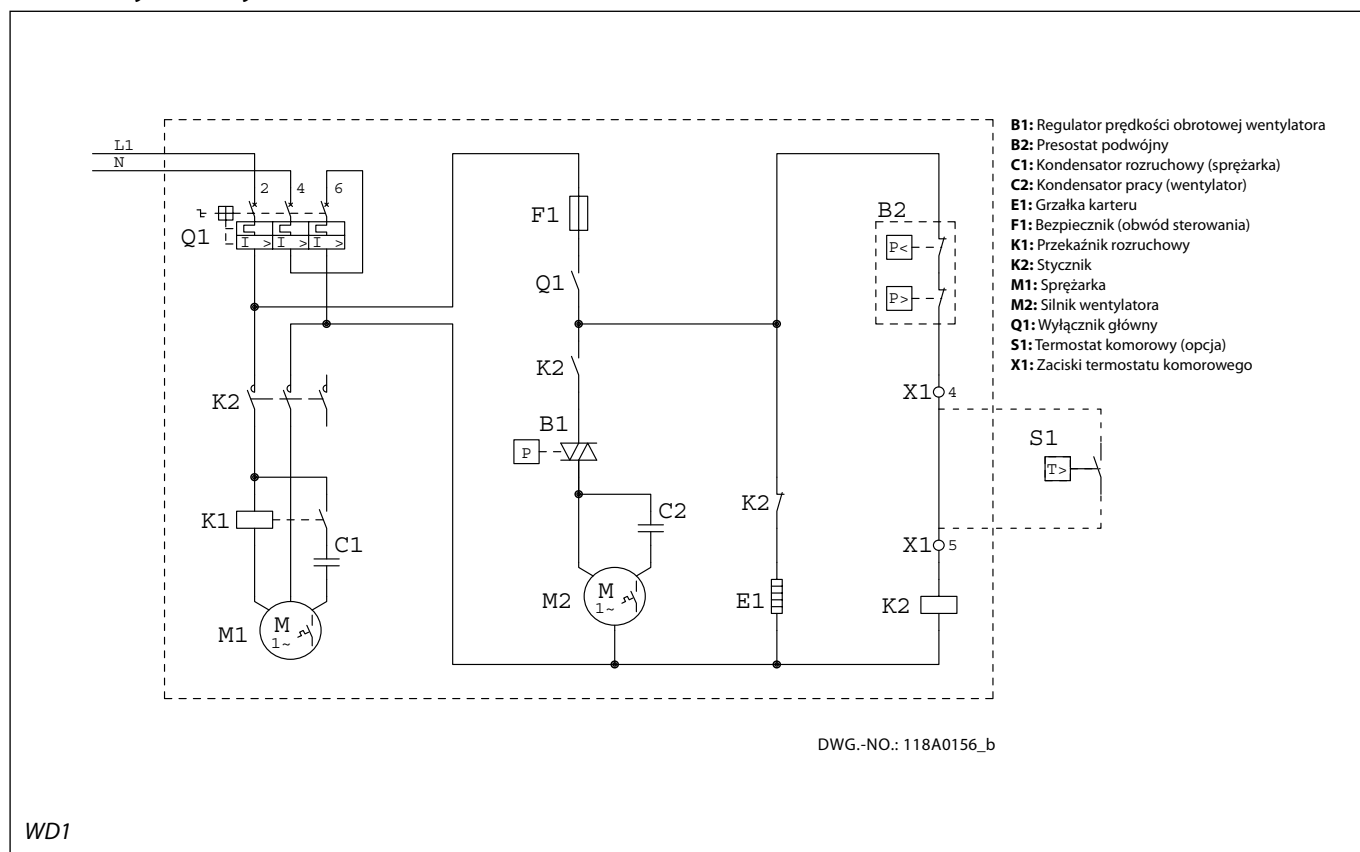 L1
N
2 4 6
Q1
I > I > I >
F1
Q1
B2
P<
P>
K2
K2
B1
P
X1 4
S1
T>
K1
C1
C2
K2
X1 5
M1
M
1~
M2
M
1~
E1
K2
B1: Regulator prędkości obrotowej wentylatora
B2: Presostat podwójny
C1: Kondensator rozruchowy (sprężarka)
C2: Kondensator pracy (wentylator)
E1: Grzałka karteru
F1: Bezpiecznik (obwód sterowania)
K1: Przekaźnik rozruchowy
K2: Stycznik
M1: Sprężarka
M2: Silnik wentylatora
Q1: Wyłącznik główny
S1: Termostat komorowy (opcja)
X1: Zaciski termostatu komorowego
DWG.-NO.: 118A0156_b
WD1